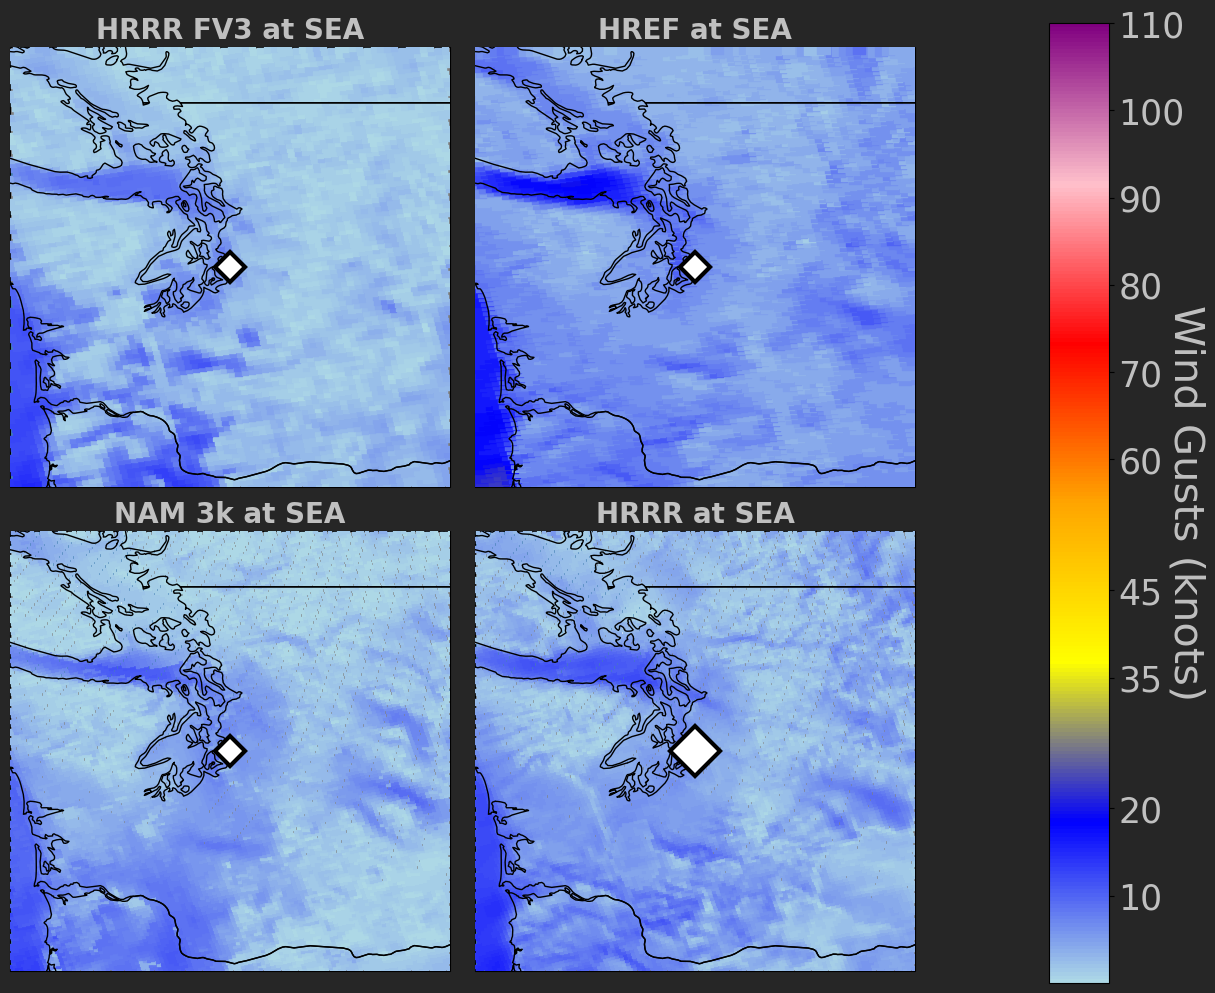 HRRR FV3 at SEA
HREF at SEA
NAM 3k at SEA
HRRR at SEA
110
100
90
80
70
60
45
35
20
10
Wind Gusts (knots)